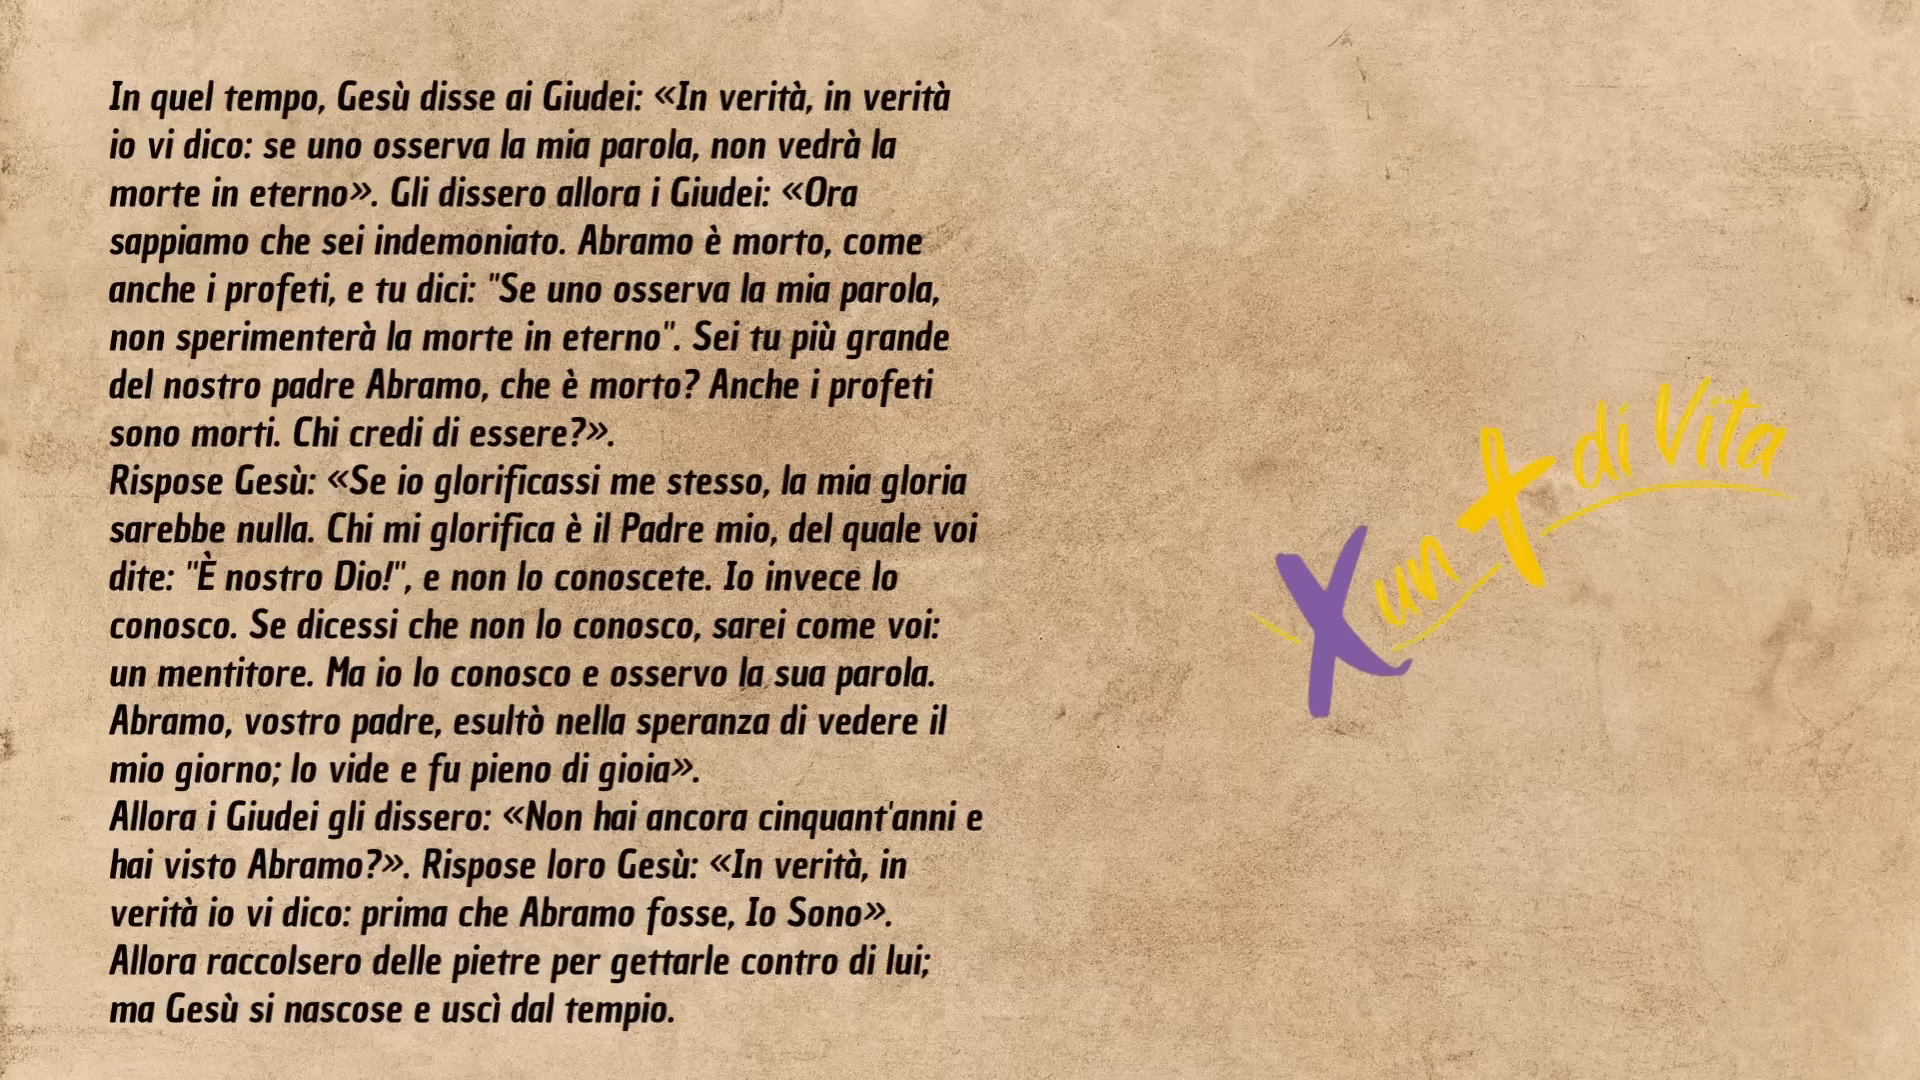 In quel tempo, Gesù disse ai Giudei: «In verità, in verità
io vi dico: se uno osserva la mia parola, non vedrà la
morte in eterno». Gli dissero allora i Giudei: «Ora
sappiamo che sei indemoniato. Abramo è morto, come
anche i profeti, e tu dici: "Se uno osserva la mia parola,
non sperimenterà la morte in eterno". Sei tu più grande
del nostro padre Abramo, che è morto? Anche i profeti
sono morti. Chi credi di essere?».
Rispose Gesù: «Se io glorificassi me stesso, la mia gloria
sarebbe nulla. Chi mi glorifica è il Padre mio, del quale voi
dite: "È nostro Dio!", e non lo conoscete. Io invece lo
conosco. Se dicessi che non lo conosco, sarei come voi:
un mentitore. Ma io lo conosco e osservo la sua parola.
Abramo, vostro padre, esultò nella speranza di vedere il
mio giorno; lo vide e fu pieno di gioia».
Allora i Giudei gli dissero: «Non hai ancora cinquant'anni e
hai visto Abramo?». Rispose loro Gesù: «In verità, in
verità io vi dico: prima che Abramo fosse, Io Sono».
Allora raccolsero delle pietre per gettarle contro di lui;
ma Gesù si nascose e uscì dal tempio.
X un + di Vita